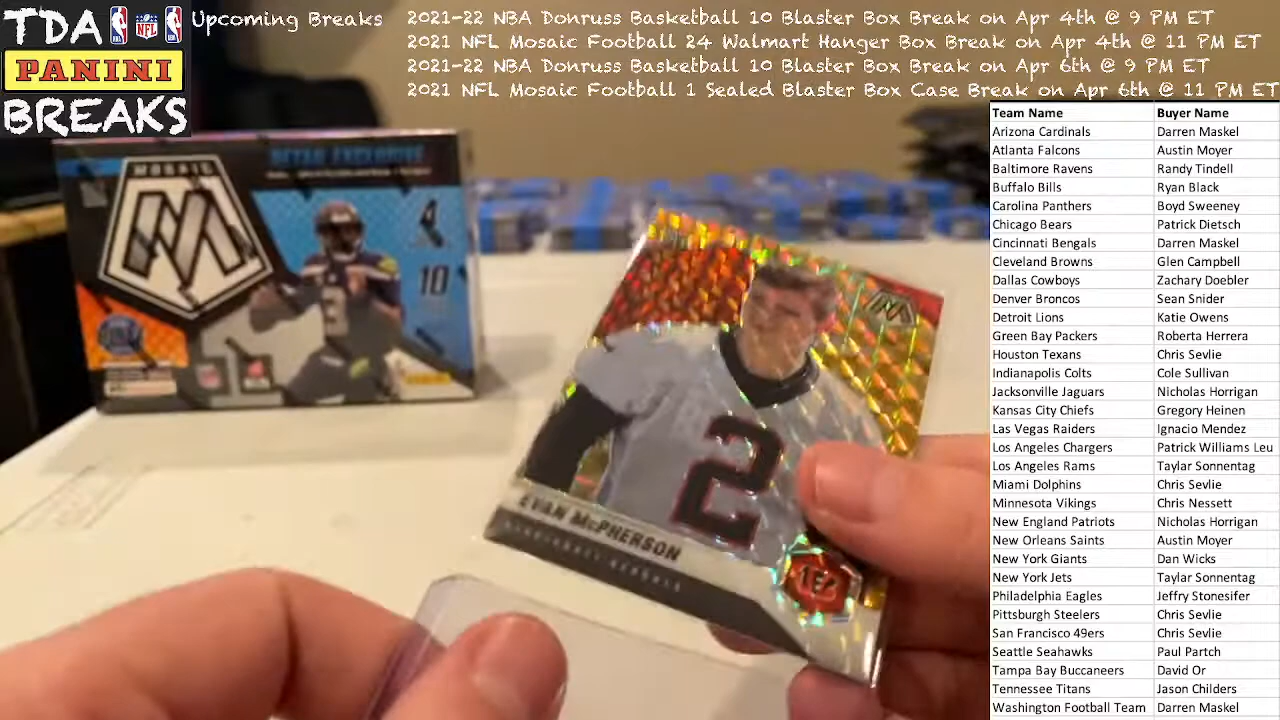 TDA
PANINI
BREAKS
Upcoming Breaks
2021-22 NBA Donruss Basketball 10 Blaster Box Break on Apr 4th @ 9 PM ET
2021 NFL Mosaic Football 24 Walmart Hanger Box Break on Apr 4th @ 11 PM ET
2021-22 NBA Donruss Basketball 10 Blaster Box Break on Apr 6th @ 9 PM ET
2021 NFL Mosaic Football 1 Sealed Blaster Box Case Break on Apr 6th @ 11 PM ET
Team Name Buyer Name
Arizona Cardinals Darren Maskel
Atlanta Falcons Austin Moyer
Baltimore Ravens Randy Tindell
Buffalo Bills Ryan Black
Carolina Panthers Boyd Sweeney
Chicago Bears Patrick Dietsch
Cincinnati Bengals Darren Maskel
Cleveland Browns Glen Campbell
Dallas Cowboys Zachary Doebler
Denver Broncos Sean Snider
Detroit Lions Katie Owens
Green Bay Packers Roberta Herrera
Houston Texans Chris Sevlie
Indianapolis Colts Cole Sullivan
Jacksonville Jaguars Nicholas Horrigan
Kansas City Chiefs Gregory Heinen
Las Vegas Raiders Ignacio Mendez
Los Angeles Chargers Patrick Williams Leu
Los Angeles Rams Taylar Sonnentag
Miami Dolphins Chris Sevlie
Minnesota Vikings Chris Nessett
New England Patriots Nicholas Horrigan
New Orleans Saints Austin Moyer
New York Giants Dan Wicks
New York Jets Taylar Sonnentag
Philadelphia Eagles Jeffry Stonesifer
Pittsburgh Steelers Chris Sevlie
San Francisco 49ers Chris Sevlie
Seattle Seahawks Paul Partch
Tampa Bay Buccaneers David Or
Tennessee Titans Jason Childers
Washington Football Team Darren Maskel
MOSAIC
M
RETAIL EXCLUSIVE
4
10
3
2
EVAN McPHERSON
CINCINNATI BENGALS